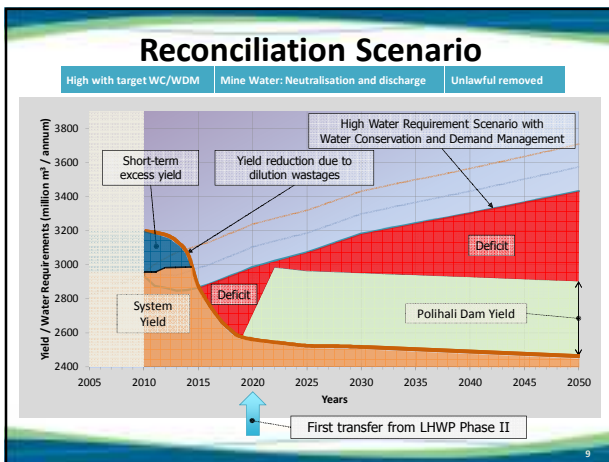 Reconciliation Scenario
High with target WC/WDM
Mine Water: Neutralisation and discharge
Unlawful removed
Yield / Water Requirements (million m³ / annum)
3800
3600
3400
3200
3000
2800
2600
2400
High Water Requirement Scenario with
Water Conservation and Demand Management
Short-term
excess yield
Yield reduction due to
dilution wastages
Deficit
System
Yield
Deficit
Polihali Dam Yield
2005
2010
2015
2020
2025
2030
2035
2040
2045
2050
Years
First transfer from LHWP Phase II
9